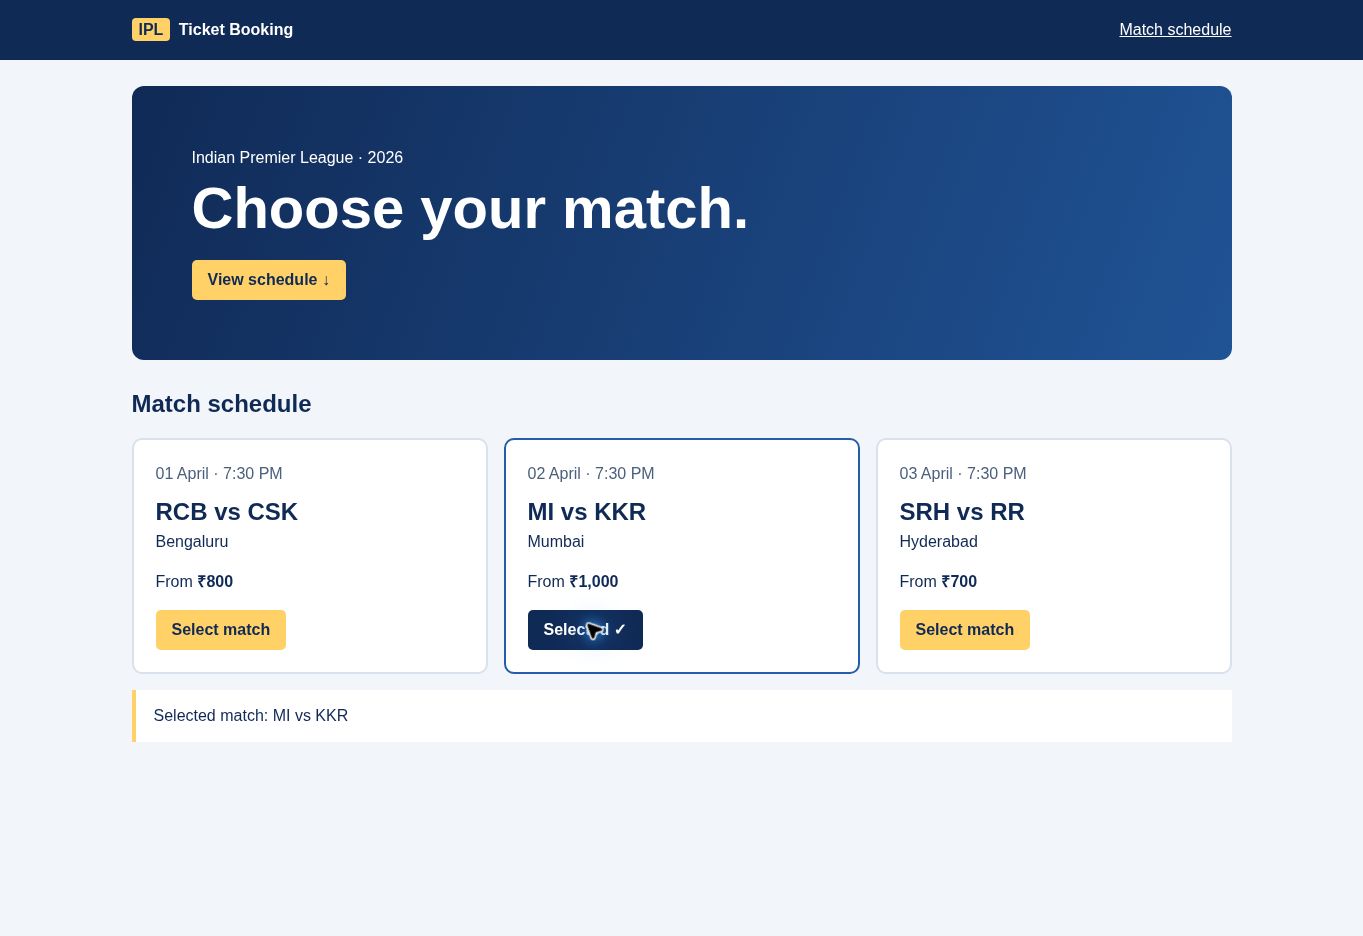 IPL Ticket Booking
Match schedule
Indian Premier League · 2026
Choose your match.
View schedule ↓
Match schedule
01 April · 7:30 PM
RCB vs CSK
Bengaluru
From ₹800
Select match
02 April · 7:30 PM
MI vs KKR
Mumbai
From ₹1,000
Selected ✓
03 April · 7:30 PM
SRH vs RR
Hyderabad
From ₹700
Select match
Selected match: MI vs KKR